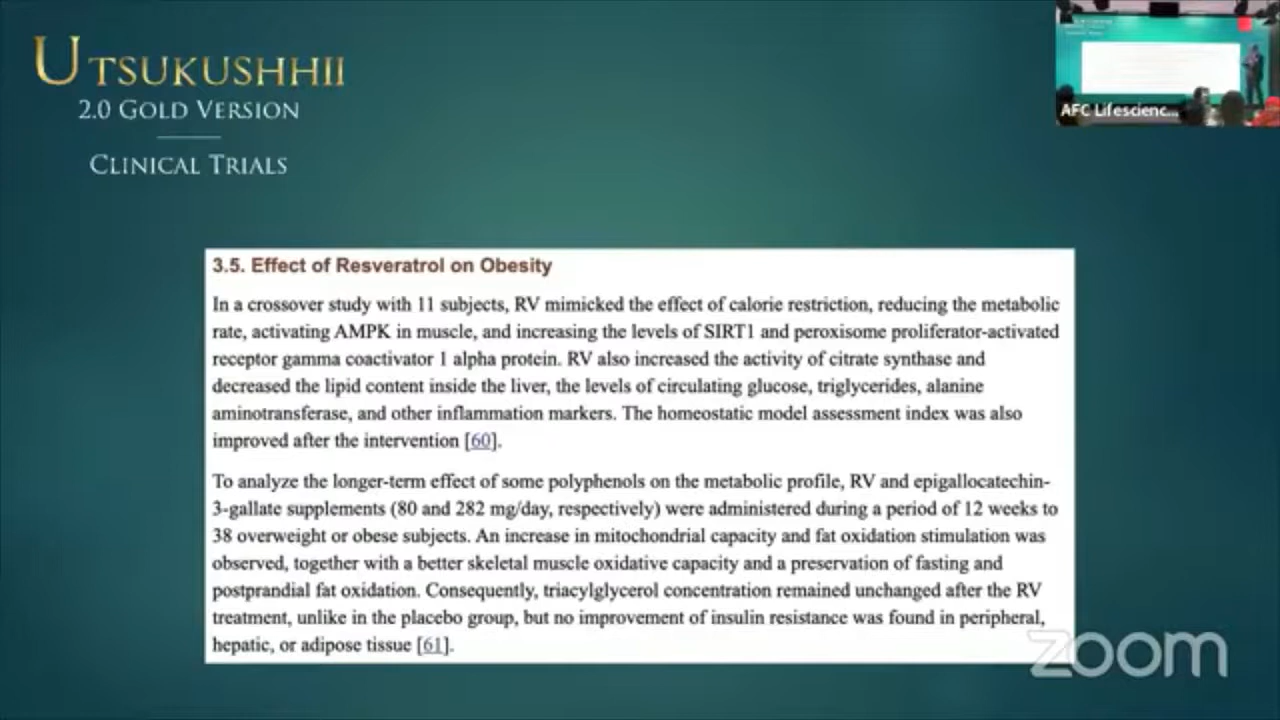 UTSUKUSHHII
2.0 GOLD VERSION
CLINICAL TRIALS
AFC Lifescienc...
3.5. Effect of Resveratrol on Obesity
In a crossover study with 11 subjects, RV mimicked the effect of calorie restriction, reducing the metabolic
rate, activating AMPK in muscle, and increasing the levels of SIRT1 and peroxisome proliferator-activated
receptor gamma coactivator 1 alpha protein. RV also increased the activity of citrate synthase and
decreased the lipid content inside the liver, the levels of circulating glucose, triglycerides, alanine
aminotransferase, and other inflammation markers. The homeostatic model assessment index was also
improved after the intervention [60].
To analyze the longer-term effect of some polyphenols on the metabolic profile, RV and epigallocatechin-
3-gallate supplements (80 and 282 mg/day, respectively) were administered during a period of 12 weeks to
38 overweight or obese subjects. An increase in mitochondrial capacity and fat oxidation stimulation was
observed, together with a better skeletal muscle oxidative capacity and a preservation of fasting and
postprandial fat oxidation. Consequently, triacylglycerol concentration remained unchanged after the RV
treatment, unlike in the placebo group, but no improvement of insulin resistance was found in peripheral,
hepatic, or adipose tissue [61].
zoom